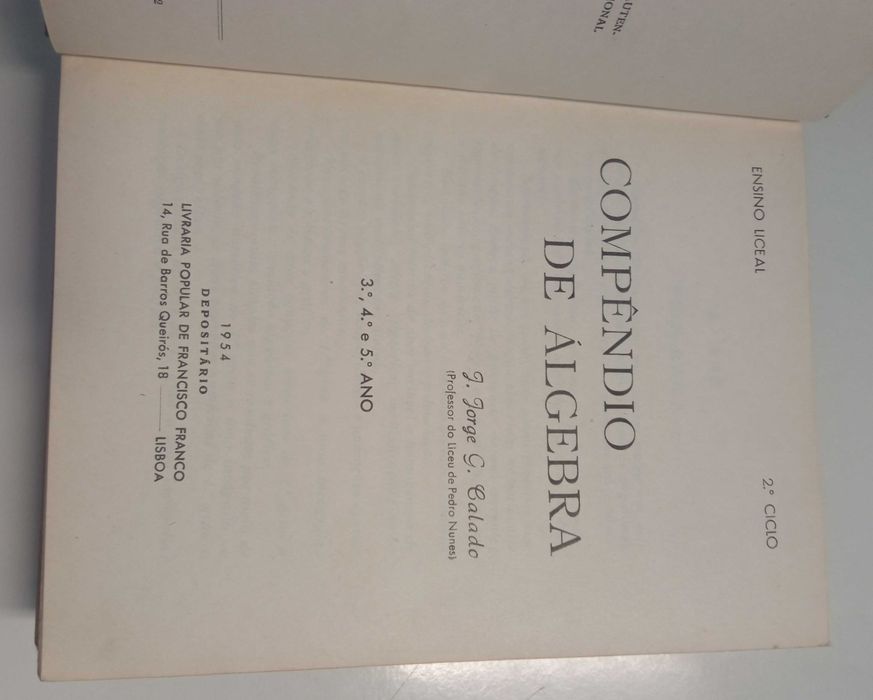 ENSINO LICEAL 2.º CICLO
COMPÊNDIO
DE ÁLGEBRA
J. Jorge G. Calado
(Professor do Liceu de Pedro Nunes)
3.º, 4.º e 5.º ANO
1954
DEPOSITÁRIO
LIVRARIA POPULAR DE FRANCISCO FRANCO
14, Rua de Barros Queirós, 18 —— LISBOA